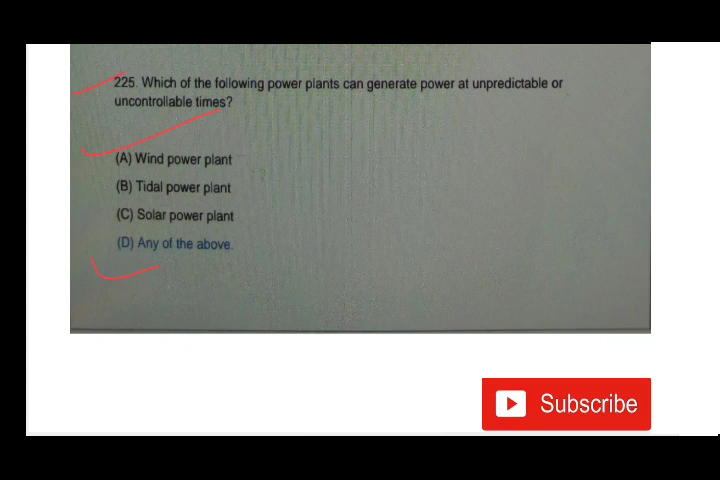 225. Which of the following power plants can generate power at unpredictable or
uncontrollable times?
(A) Wind power plant
(B) Tidal power plant
(C) Solar power plant
(D) Any of the above.
Subscribe